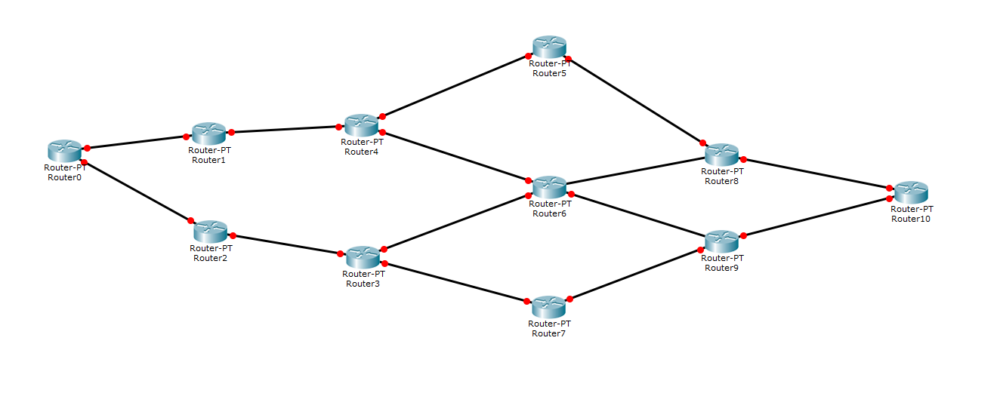 Router-PT
Router5
Router-PT
Router4
Router-PT
Router1
Router-PT
Router0
Router-PT
Router8
Router-PT
Router6
Router-PT
Router10
Router-PT
Router2
Router-PT
Router9
Router-PT
Router3
Router-PT
Router7